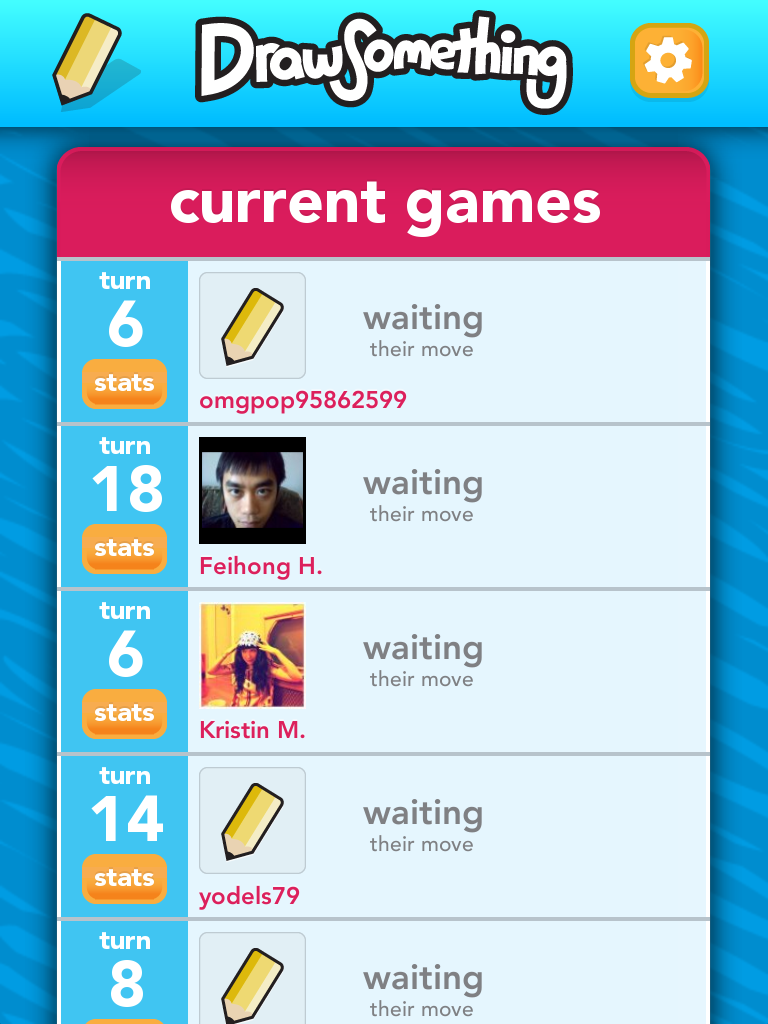 DrawSomething
current games
turn
6
stats
waiting
their move
omgpop95862599
turn
18
stats
waiting
their move
Feihong H.
turn
6
stats
waiting
their move
Kristin M.
turn
14
stats
waiting
their move
yodels79
turn
8
waiting
their move